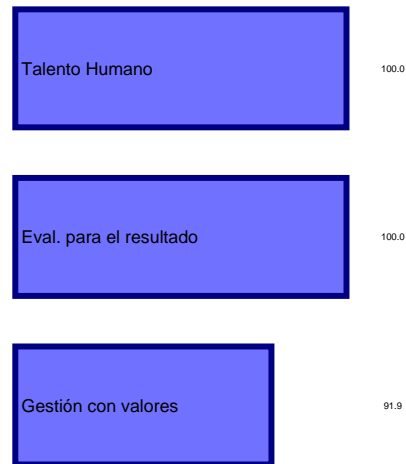 Talento Humano 100.0
Eval. para el resultado 100.0
Gestión con valores 91.9